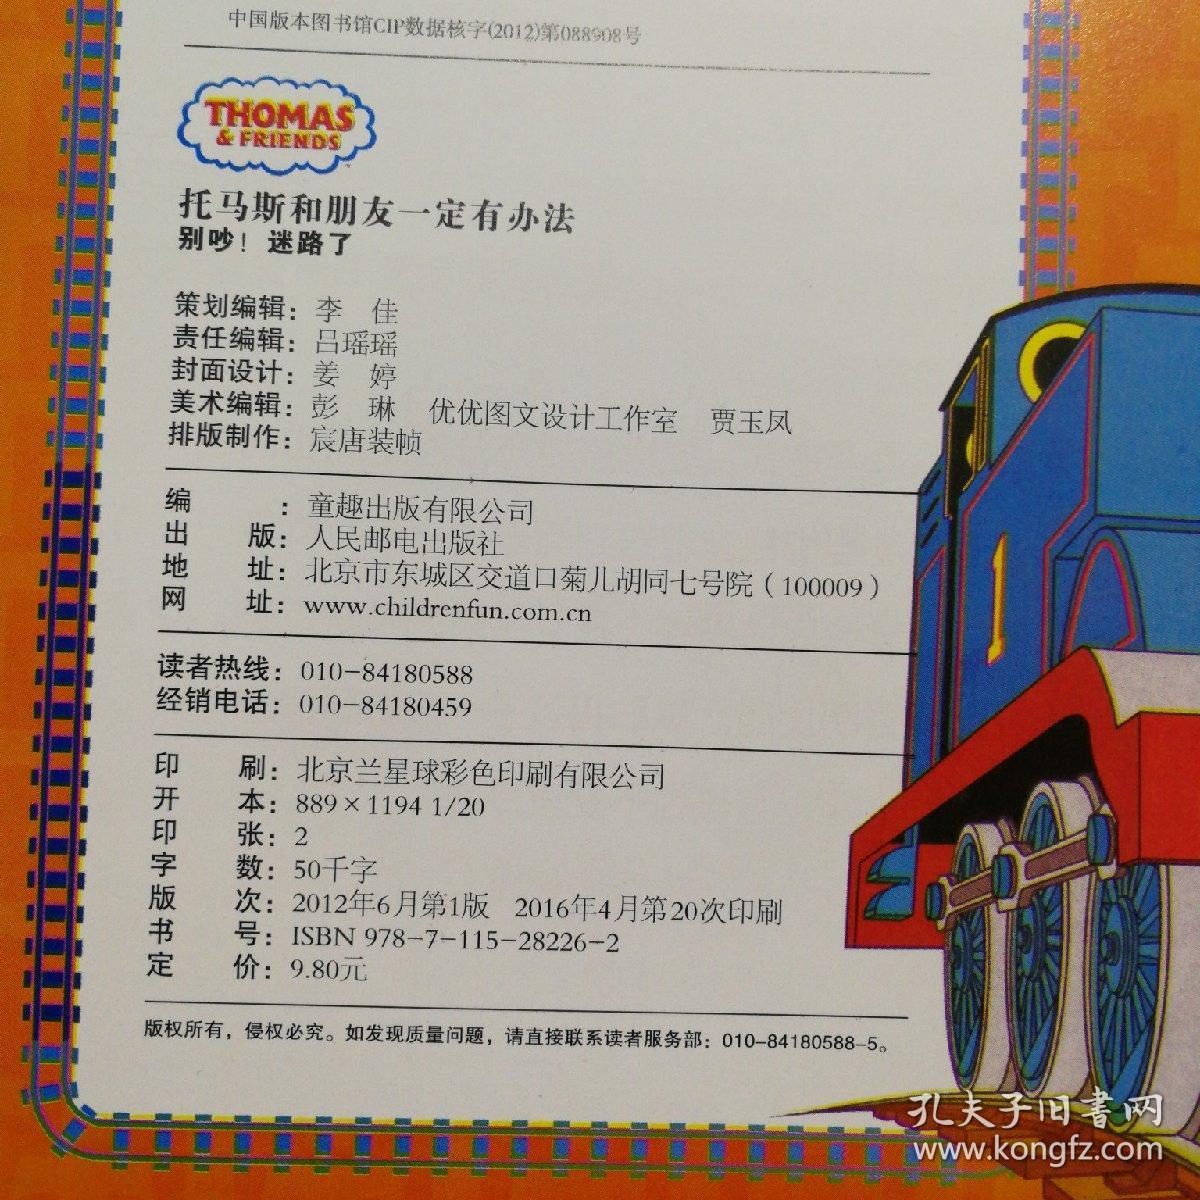 中国版本图书馆CIP数据核字(2012)第088908号
THOMAS
& FRIENDS
托马斯和朋友一定有办法
别吵！迷路了
策划编辑：李　佳
责任编辑：吕瑶瑶
封面设计：姜　婷
美术编辑：彭　琳　优优图文设计工作室　贾玉凤
排版制作：宸唐装帧
编　　：童趣出版有限公司
出　版：人民邮电出版社
地　址：北京市东城区交道口菊儿胡同七号院（100009）
网　址：www.childrenfun.com.cn
读者热线：010-84180588
经销电话：010-84180459
印　刷：北京兰星球彩色印刷有限公司
开　本：889×1194 1/20
印　张：2
字　数：50千字
版　次：2012年6月第1版　2016年4月第20次印刷
书　号：ISBN 978-7-115-28226-2
定　价：9.80元
版权所有，侵权必究。如发现质量问题，请直接联系读者服务部：010-84180588-5。
1
孔夫子旧書网
www.kongfz.com